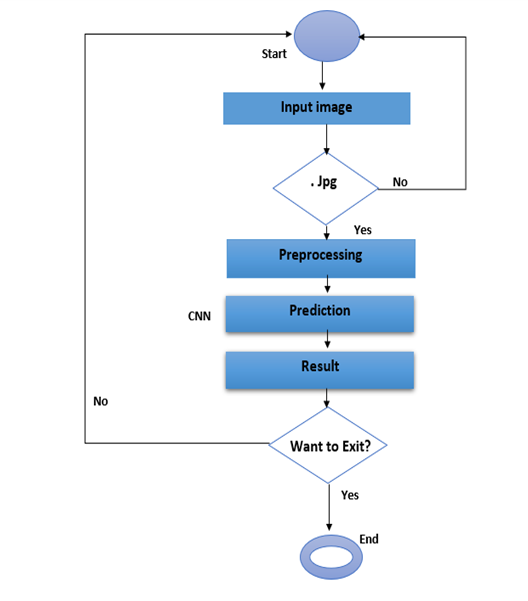 Start
Input image
. Jpg
No
Yes
Preprocessing
CNN
Prediction
Result
No
Want to Exit?
Yes
End